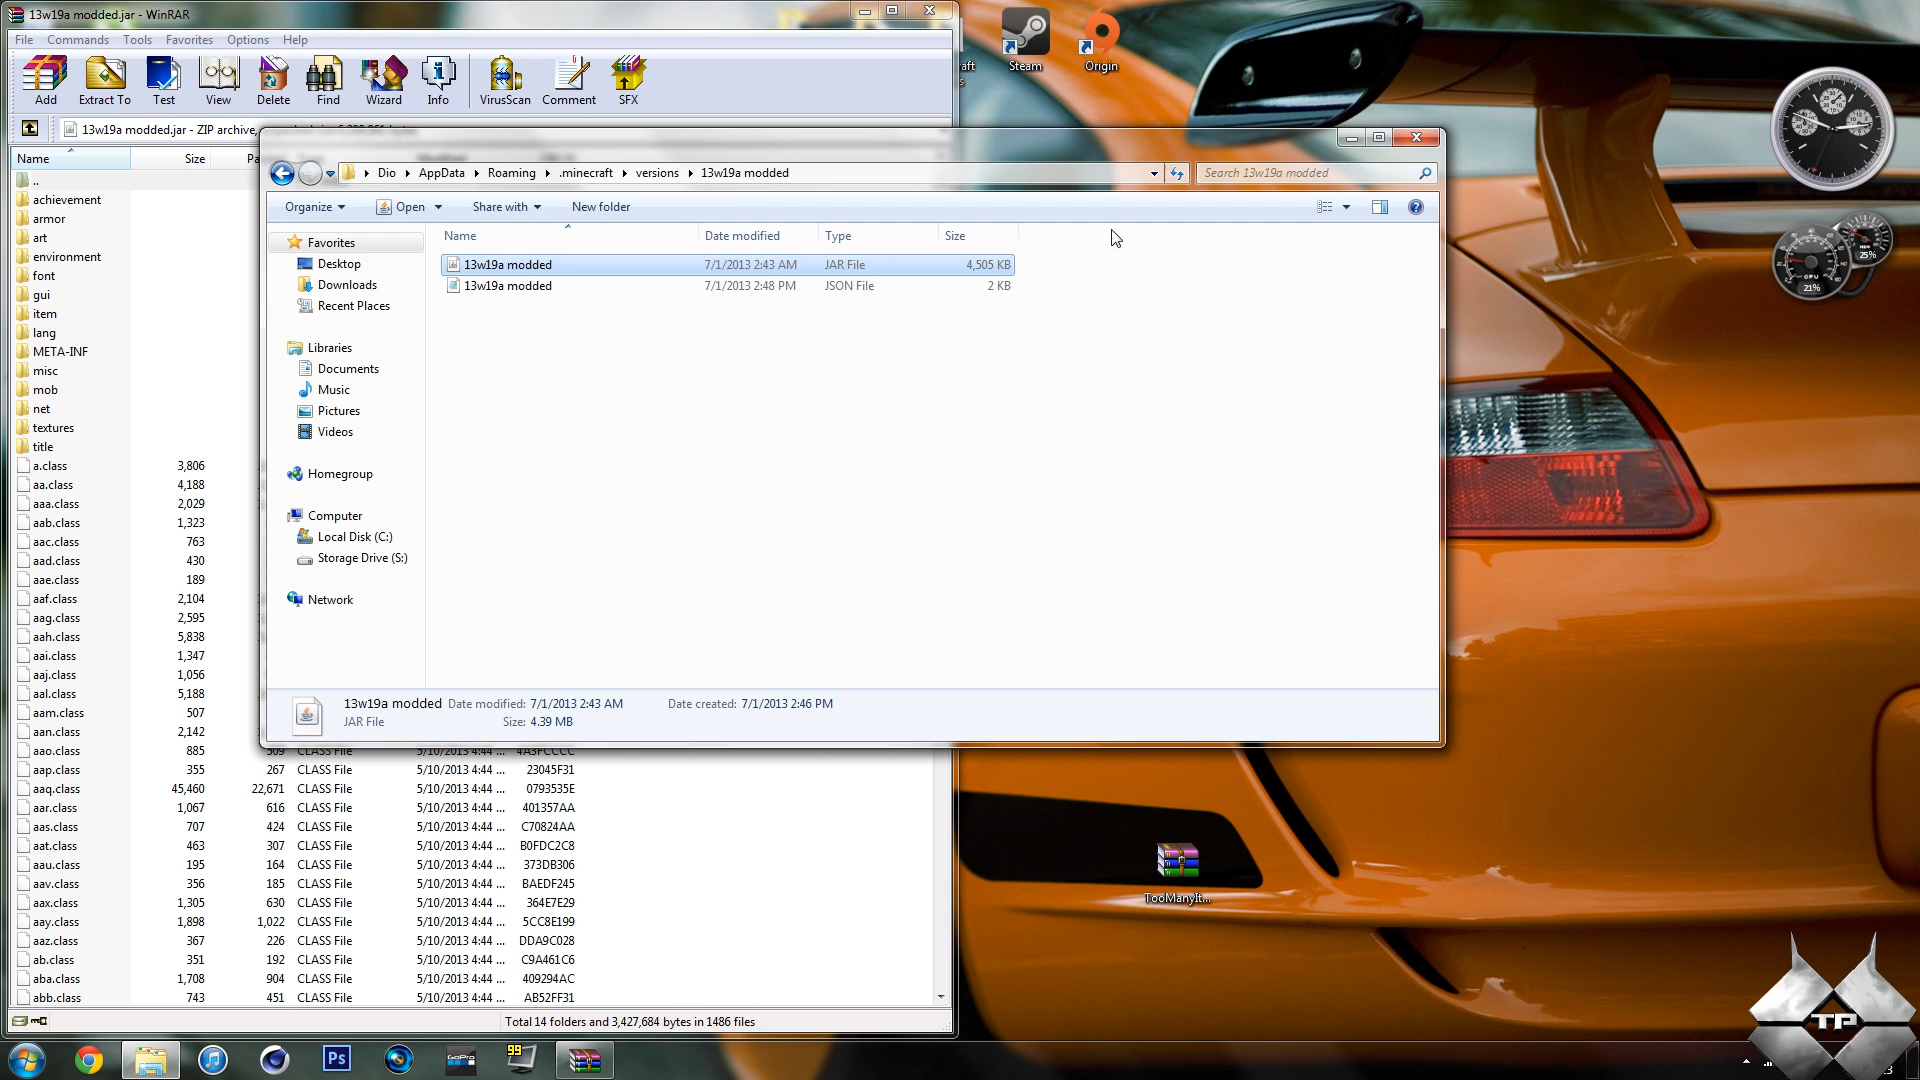 13w19a modded.jar - WinRAR
File Commands Tools Favorites Options Help
Add Extract To Test View Delete Find Wizard Info VirusScan Comment SFX
13w19a modded.jar - ZIP archive,
Name Size
..
achievement
armor
art
environment
font
gui
item
lang
META-INF
misc
mob
net
textures
title
a.class 3,806
aa.class 4,188
aaa.class 2,029
aab.class 1,323
aac.class 763
aad.class 430
aae.class 189
aaf.class 2,104
aag.class 2,595
aah.class 5,838
aai.class 1,347
aaj.class 1,056
aal.class 5,188
aam.class 507
aan.class 2,142
aao.class 885 309 CLASS File 5/10/2013 4:44 ... 4A3FCCCC
aap.class 355 267 CLASS File 5/10/2013 4:44 ... 23045F31
aaq.class 45,460 22,671 CLASS File 5/10/2013 4:44 ... 0793535E
aar.class 1,067 616 CLASS File 5/10/2013 4:44 ... 401357AA
aas.class 707 424 CLASS File 5/10/2013 4:44 ... C70824AA
aat.class 463 307 CLASS File 5/10/2013 4:44 ... B0FDC2C8
aau.class 195 164 CLASS File 5/10/2013 4:44 ... 373DB306
aav.class 356 185 CLASS File 5/10/2013 4:44 ... BAEDF245
aax.class 1,305 630 CLASS File 5/10/2013 4:44 ... 364E7E29
aay.class 1,898 1,022 CLASS File 5/10/2013 4:44 ... 5CC8E199
aaz.class 367 226 CLASS File 5/10/2013 4:44 ... DDA9C028
ab.class 351 192 CLASS File 5/10/2013 4:44 ... C9A461C6
aba.class 1,708 904 CLASS File 5/10/2013 4:44 ... 409294AC
abb.class 743 451 CLASS File 5/10/2013 4:44 ... AB52FF31
Total 14 folders and 3,427,684 bytes in 1486 files
Dio AppData Roaming .minecraft versions 13w19a modded
Search 13w19a modded
Organize Open Share with New folder
Favorites
Desktop
Downloads
Recent Places
Libraries
Documents
Music
Pictures
Videos
Homegroup
Computer
Local Disk (C:)
Storage Drive (S:)
Network
Name Date modified Type Size
13w19a modded 7/1/2013 2:43 AM JAR File 4,505 KB
13w19a modded 7/1/2013 2:48 PM JSON File 2 KB
13w19a modded Date modified: 7/1/2013 2:43 AM Date created: 7/1/2013 2:46 PM
JAR File Size: 4.39 MB
Steam
Origin
25%
CPU
21%
TooManyIt...
TP
Ps
GoPro
99